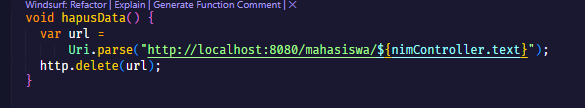 Windsurf: Refactor | Explain | Generate Function Comment | ×
void hapusData() {
var url =
Uri.parse("http://localhost:8080/mahasiswa/${nimController.text}");
http.delete(url);
}